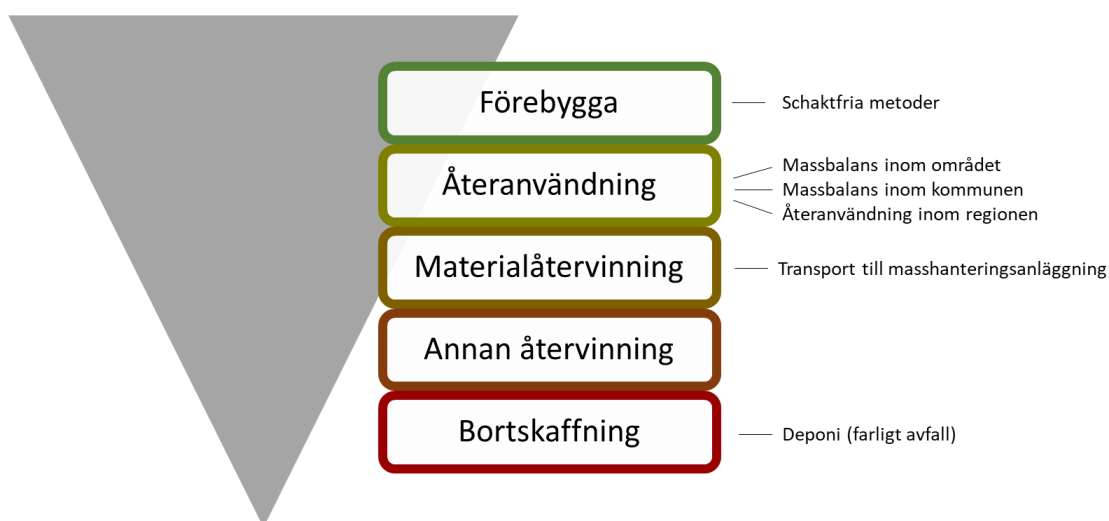 Förebygga
Schaktfria metoder
Återanvändning
Massbalans inom området
Massbalans inom kommunen
Återanvändning inom regionen
Materialåtervinning
Transport till masshanteringsanläggning
Annan återvinning
Bortskaffning
Deponi (farligt avfall)